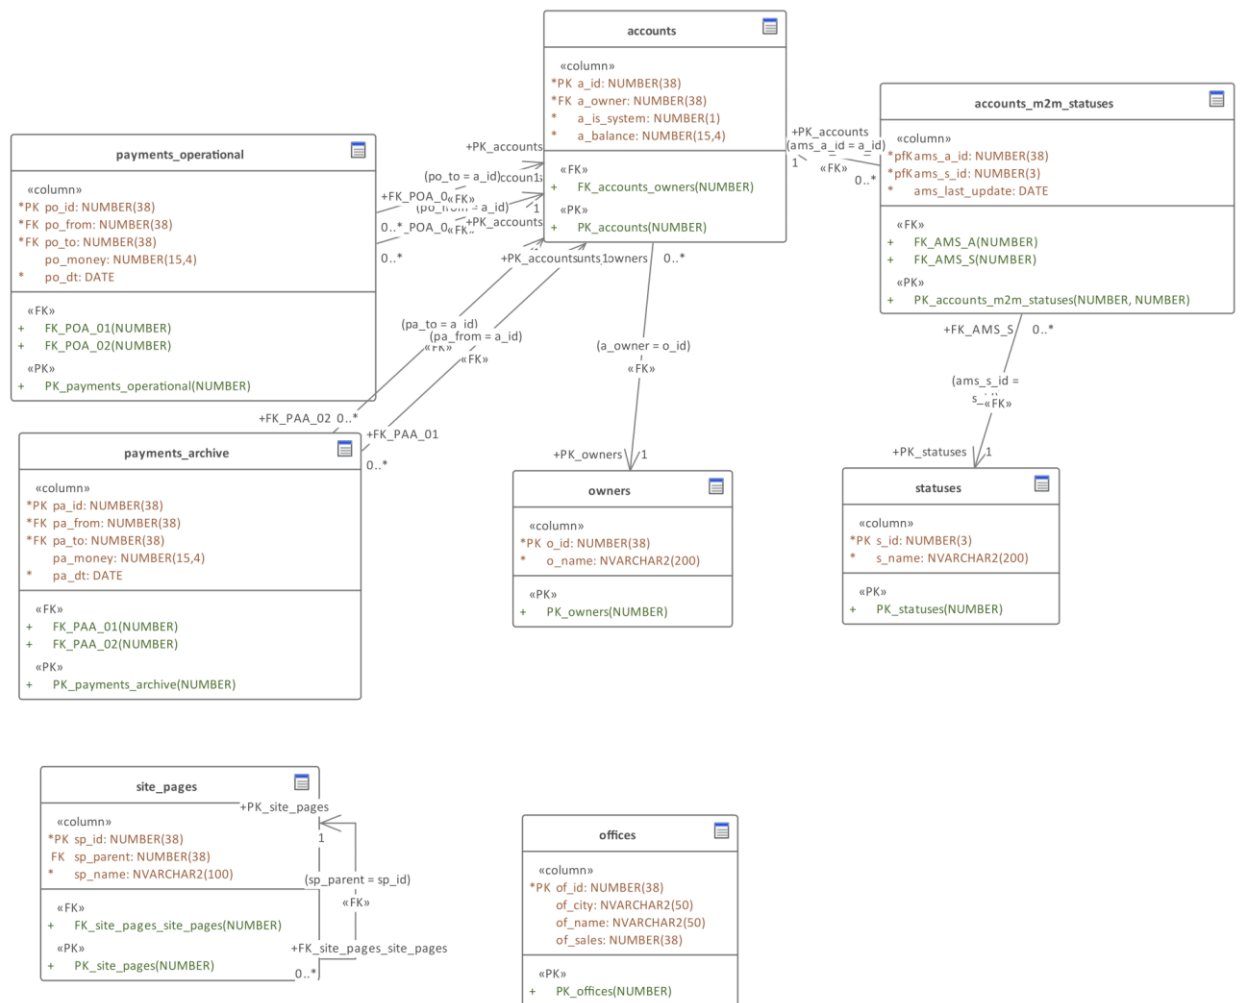 accounts
«column»
*PK a_id: NUMBER(38)
*FK a_owner: NUMBER(38)
* a_is_system: NUMBER(1)
* a_balance: NUMBER(15,4)
«FK»
+ FK_accounts_owners(NUMBER)
«PK»
+ PK_accounts(NUMBER)
accounts_m2m_statuses
«column»
*pfKams_a_id: NUMBER(38)
*pfKams_s_id: NUMBER(3)
* ams_last_update: DATE
«FK»
+ FK_AMS_A(NUMBER)
+ FK_AMS_S(NUMBER)
«PK»
+ PK_accounts_m2m_statuses(NUMBER, NUMBER)
+PK_accounts
(ams_a_id = a_id)
1
«FK»
0..*
payments_operational
«column»
*PK po_id: NUMBER(38)
*FK po_from: NUMBER(38)
*FK po_to: NUMBER(38)
po_money: NUMBER(15,4)
* po_dt: DATE
«FK»
+ FK_POA_01(NUMBER)
+ FK_POA_02(NUMBER)
«PK»
+ PK_payments_operational(NUMBER)
+PK_accounts
(po_to = a_id)
«FK»
0..*
1
«FK»
+PK_accounts
0..*
+PK_accounts
0..*
(pa_to = a_id)
(pa_from = a_id)
«FK»
+FK_PAA_02 0..*
+FK_PAA_01
0..*
(a_owner = o_id)
«FK»
+PK_owners
1
+FK_AMS_S
0..*
(ams_s_id =
«FK»
+PK_statuses
1
payments_archive
«column»
*PK pa_id: NUMBER(38)
*FK pa_from: NUMBER(38)
*FK pa_to: NUMBER(38)
pa_money: NUMBER(15,4)
* pa_dt: DATE
«FK»
+ FK_PAA_01(NUMBER)
+ FK_PAA_02(NUMBER)
«PK»
+ PK_payments_archive(NUMBER)
owners
«column»
*PK o_id: NUMBER(38)
* o_name: NVARCHAR2(200)
«PK»
+ PK_owners(NUMBER)
statuses
«column»
*PK s_id: NUMBER(3)
* s_name: NVARCHAR2(200)
«PK»
+ PK_statuses(NUMBER)
site_pages
+PK_site_pages
«column»
*PK sp_id: NUMBER(38)
FK sp_parent: NUMBER(38)
* sp_name: NVARCHAR2(100)
«FK»
+ FK_site_pages_site_pages(NUMBER)
«PK»
+ PK_site_pages(NUMBER)
1
(sp_parent = sp_id)
«FK»
+FK_site_pages_site_pages
0..*
offices
«column»
*PK of_id: NUMBER(38)
of_city: NVARCHAR2(50)
of_name: NVARCHAR2(50)
of_sales: NUMBER(38)
«PK»
+ PK_offices(NUMBER)